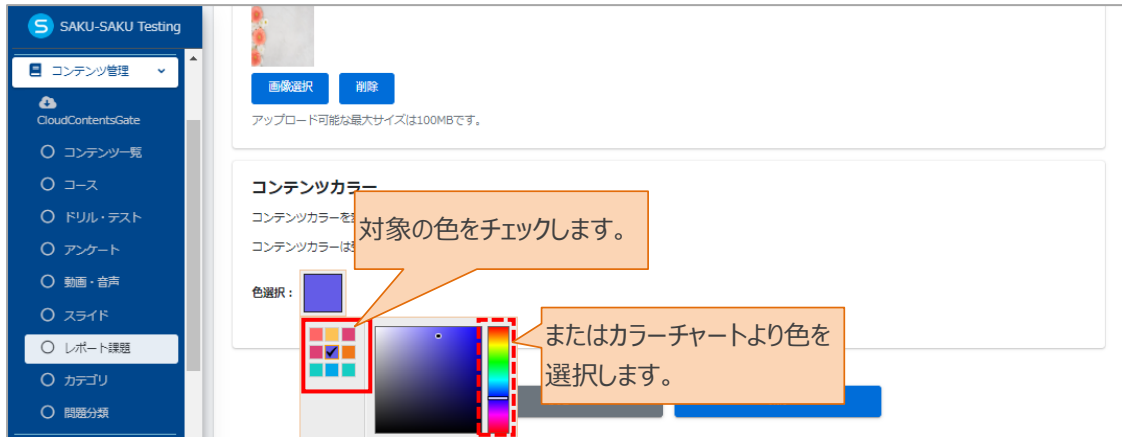 SAKU-SAKU Testing
コンテンツ管理
CloudContentsGate
コンテンツ一覧
コース
ドリル・テスト
アンケート
動画・音声
スライド
レポート課題
カテゴリ
問題分類
画像選択
削除
アップロード可能な最大サイズは100MBです。
コンテンツカラー
コンテンツカラーを
コンテンツカラーは
対象の色をチェックします。
色選択：
またはカラーチャートより色を
選択します。